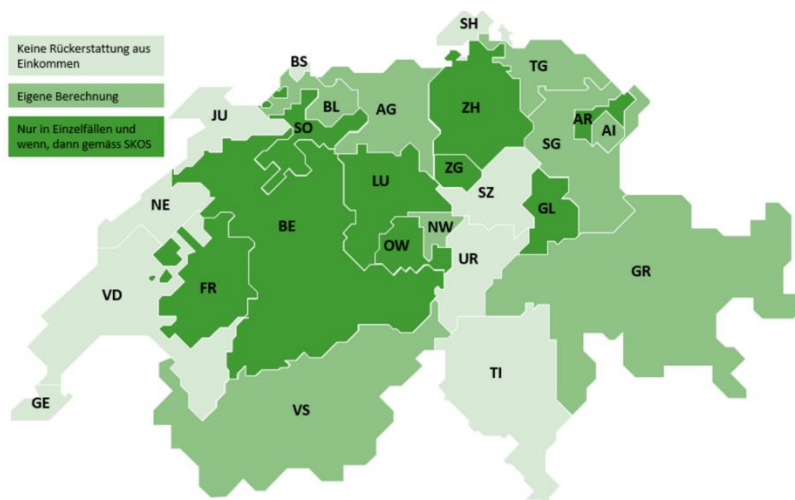 SH
Keine Rückerstattung aus
Einkommen
BS
TG
Eigene Berechnung
BL
AG
ZH
JU
AR
Nur in Einzelfällen und
wenn, dann gemäss SKOS
SO
AI
SG
ZG
LU
SZ
NE
GL
BE
NW
OW
UR
GR
FR
VD
TI
GE
VS